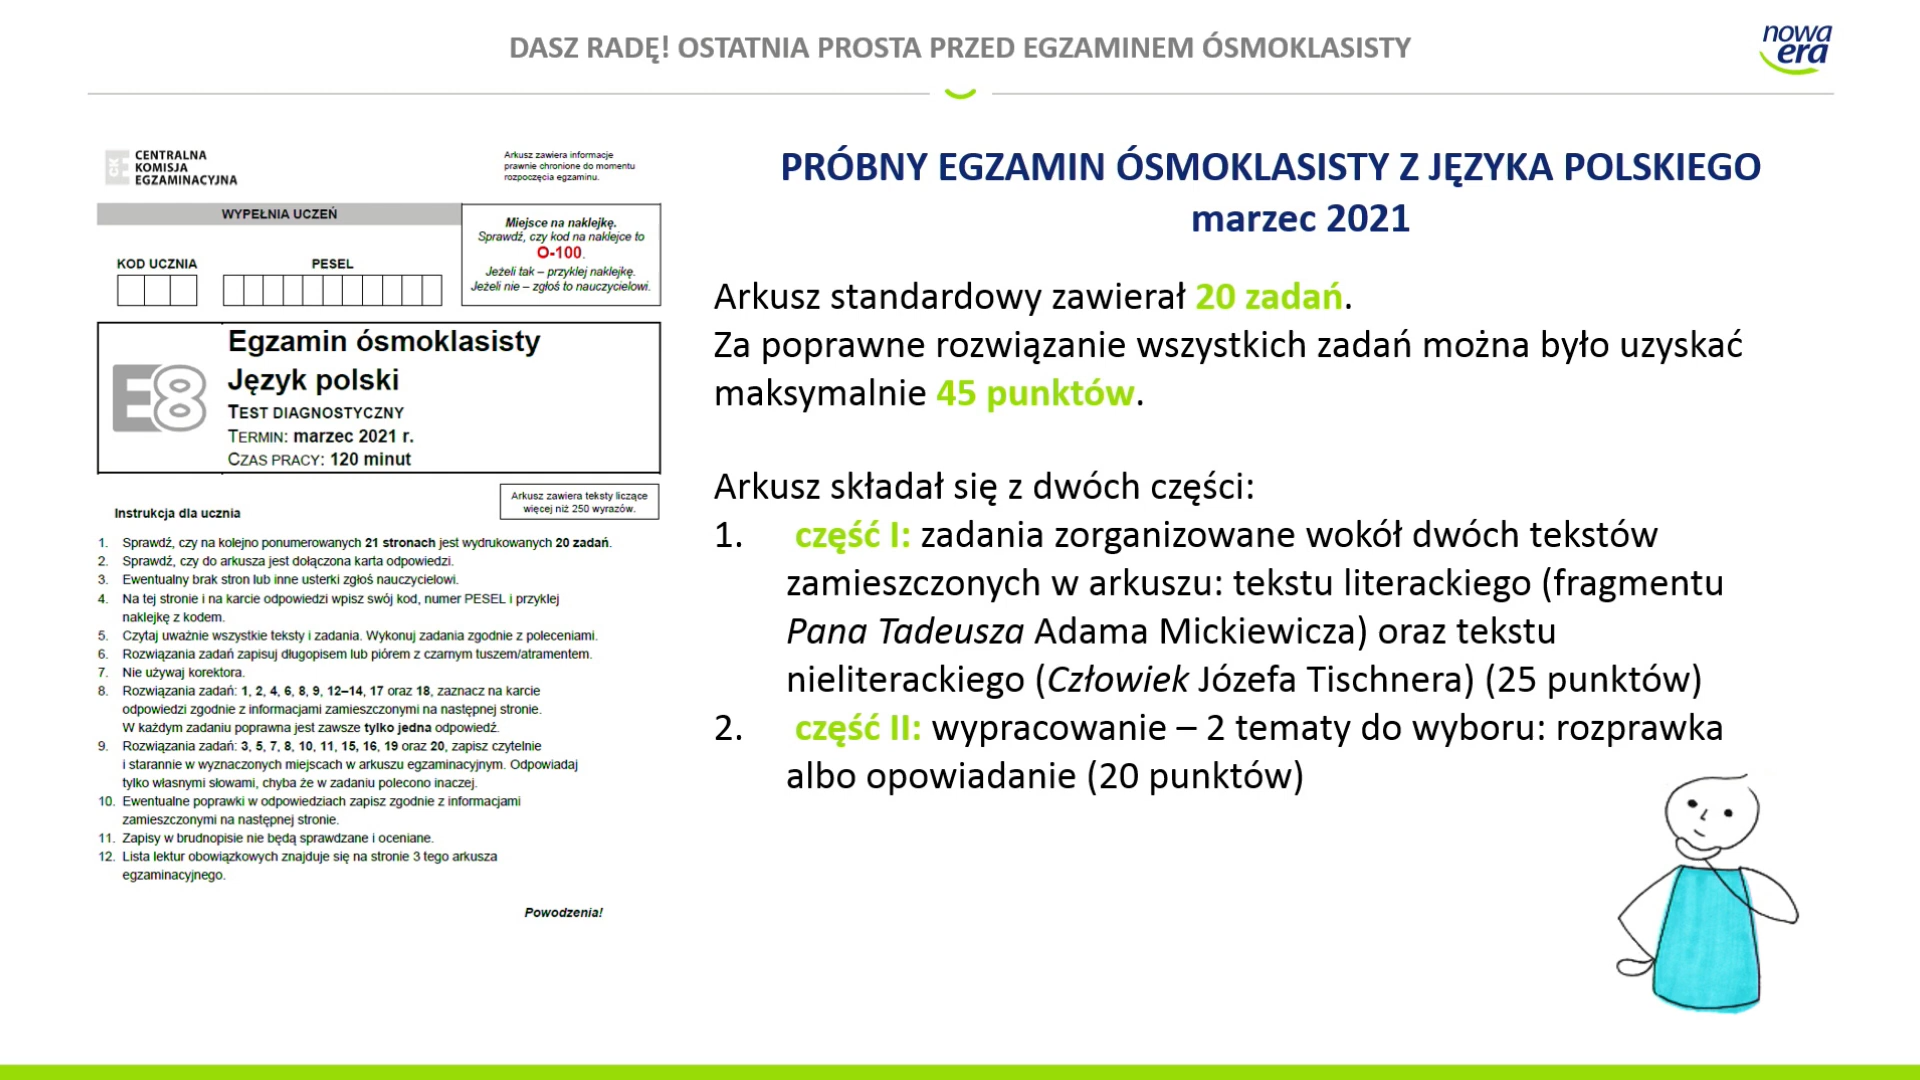 DASZ RADĘ! OSTATNIA PROSTA PRZED EGZAMINEM ÓSMOKLASISTY
nowa
era
CKE
CENTRALNA
KOMISJA
EGZAMINACYJNA
Arkusz zawiera informacje
prawnie chronione do momentu
rozpoczęcia egzaminu.
WYPEŁNIA UCZEŃ
KOD UCZNIA
PESEL
Miejsce na naklejkę.
Sprawdź, czy kod na naklejce to
O-100.
Jeżeli tak – przyklej naklejkę.
Jeżeli nie – zgłoś to nauczycielowi.
E8
Egzamin ósmoklasisty
Język polski
TEST DIAGNOSTYCZNY
TERMIN: marzec 2021 r.
CZAS PRACY: 120 minut
Arkusz zawiera teksty liczące
więcej niż 250 wyrazów.
Instrukcja dla ucznia
1. Sprawdź, czy na kolejno ponumerowanych 21 stronach jest wydrukowanych 20 zadań.
2. Sprawdź, czy do arkusza jest dołączona karta odpowiedzi.
3. Ewentualny brak stron lub inne usterki zgłoś nauczycielowi.
4. Na tej stronie i na karcie odpowiedzi wpisz swój kod, numer PESEL i przyklej
naklejkę z kodem.
5. Czytaj uważnie wszystkie teksty i zadania. Wykonuj zadania zgodnie z poleceniami.
6. Rozwiązania zadań zapisuj długopisem lub piórem z czarnym tuszem/atramentem.
7. Nie używaj korektora.
8. Rozwiązania zadań: 1, 2, 4, 6, 8, 9, 12–14, 17 oraz 18, zaznacz na karcie
odpowiedzi zgodnie z informacjami zamieszczonymi na następnej stronie.
W każdym zadaniu poprawna jest zawsze tylko jedna odpowiedź.
9. Rozwiązania zadań: 3, 5, 7, 8, 10, 11, 15, 16, 19 oraz 20, zapisz czytelnie
i starannie w wyznaczonych miejscach w arkuszu egzaminacyjnym. Odpowiadaj
tylko własnymi słowami, chyba że w zadaniu polecono inaczej.
10. Ewentualne poprawki w odpowiedziach zapisz zgodnie z informacjami
zamieszczonymi na następnej stronie.
11. Zapisy w brudnopisie nie będą sprawdzane i oceniane.
12. Lista lektur obowiązkowych znajduje się na stronie 3 tego arkusza
egzaminacyjnego.
Powodzenia!
PRÓBNY EGZAMIN ÓSMOKLASISTY Z JĘZYKA POLSKIEGO
marzec 2021
Arkusz standardowy zawierał 20 zadań.
Za poprawne rozwiązanie wszystkich zadań można było uzyskać
maksymalnie 45 punktów.
Arkusz składał się z dwóch części:
1. część I: zadania zorganizowane wokół dwóch tekstów
zamieszczonych w arkuszu: tekstu literackiego (fragmentu
Pana Tadeusza Adama Mickiewicza) oraz tekstu
nieliterackiego (Człowiek Józefa Tischnera) (25 punktów)
2. część II: wypracowanie – 2 tematy do wyboru: rozprawka
albo opowiadanie (20 punktów)